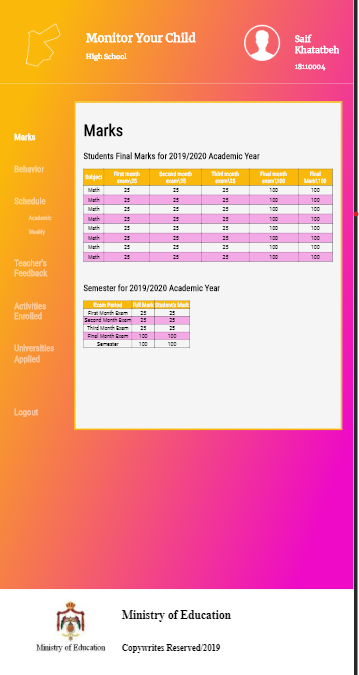 Monitor Your Child
High School
Saif
Khatatbeh
18110004
Marks
Behavior
Schedule
Academic
Weekly
Teacher's
Feedback
Activities
Enrolled
Universities
Applied
Logout
Marks
Students Final Marks for 2019/2020 Academic Year
Subject First month exam\25 Second month exam\25 Third month exam\25 Final month exam\100 Final Mark\100
Math 25 25 25 100 100
Math 25 25 25 100 100
Math 25 25 25 100 100
Math 25 25 25 100 100
Math 25 25 25 100 100
Math 25 25 25 100 100
Math 25 25 25 100 100
Math 25 25 25 100 100
Semester for 2019/2020 Academic Year
Exam Period Full Mark Student's Mark
First Month Exam 25 25
Second Month Exam 25 25
Third Month Exam 25 25
Final Month Exam 100 100
Semester 100 100
Ministry of Education
Ministry of Education
Copywrites Reserved/2019